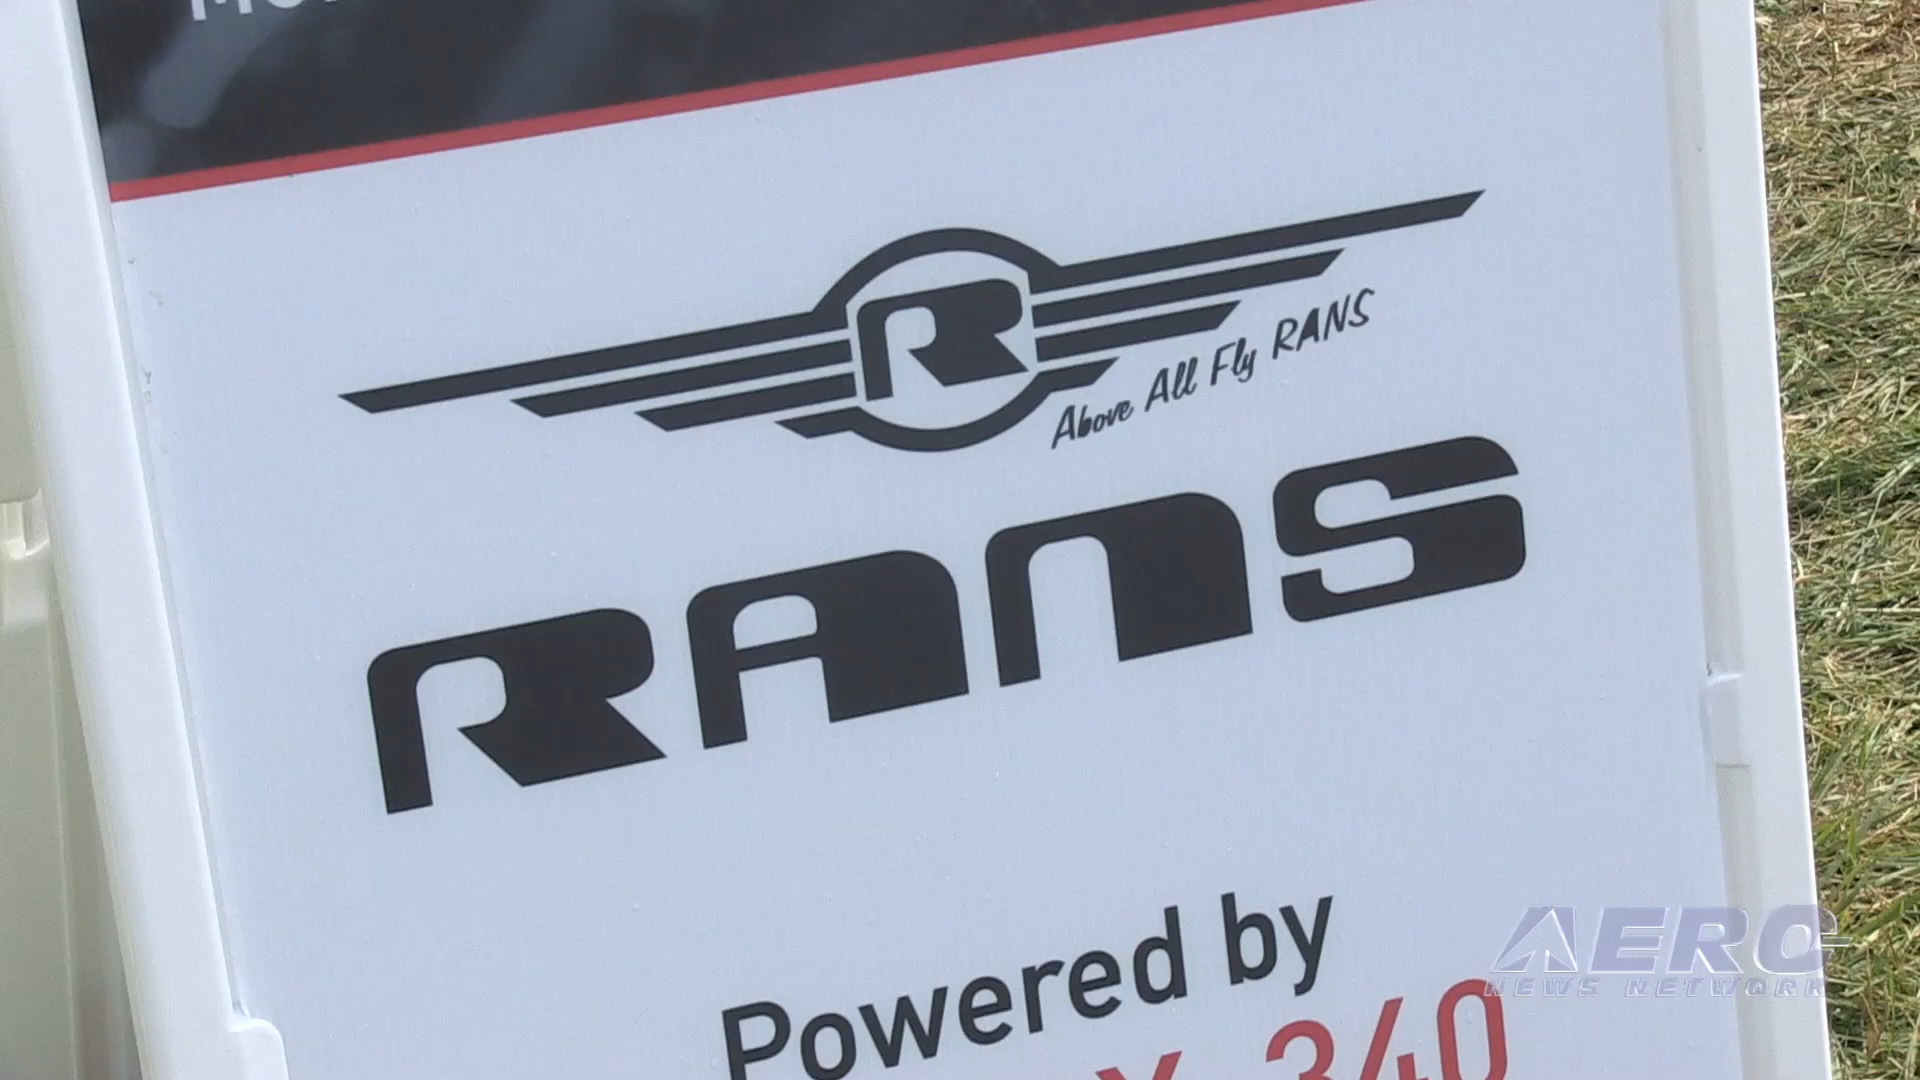 R
Above All Fly RANS
RANS
Powered by
X 340
AERO
NEWS NETWORK